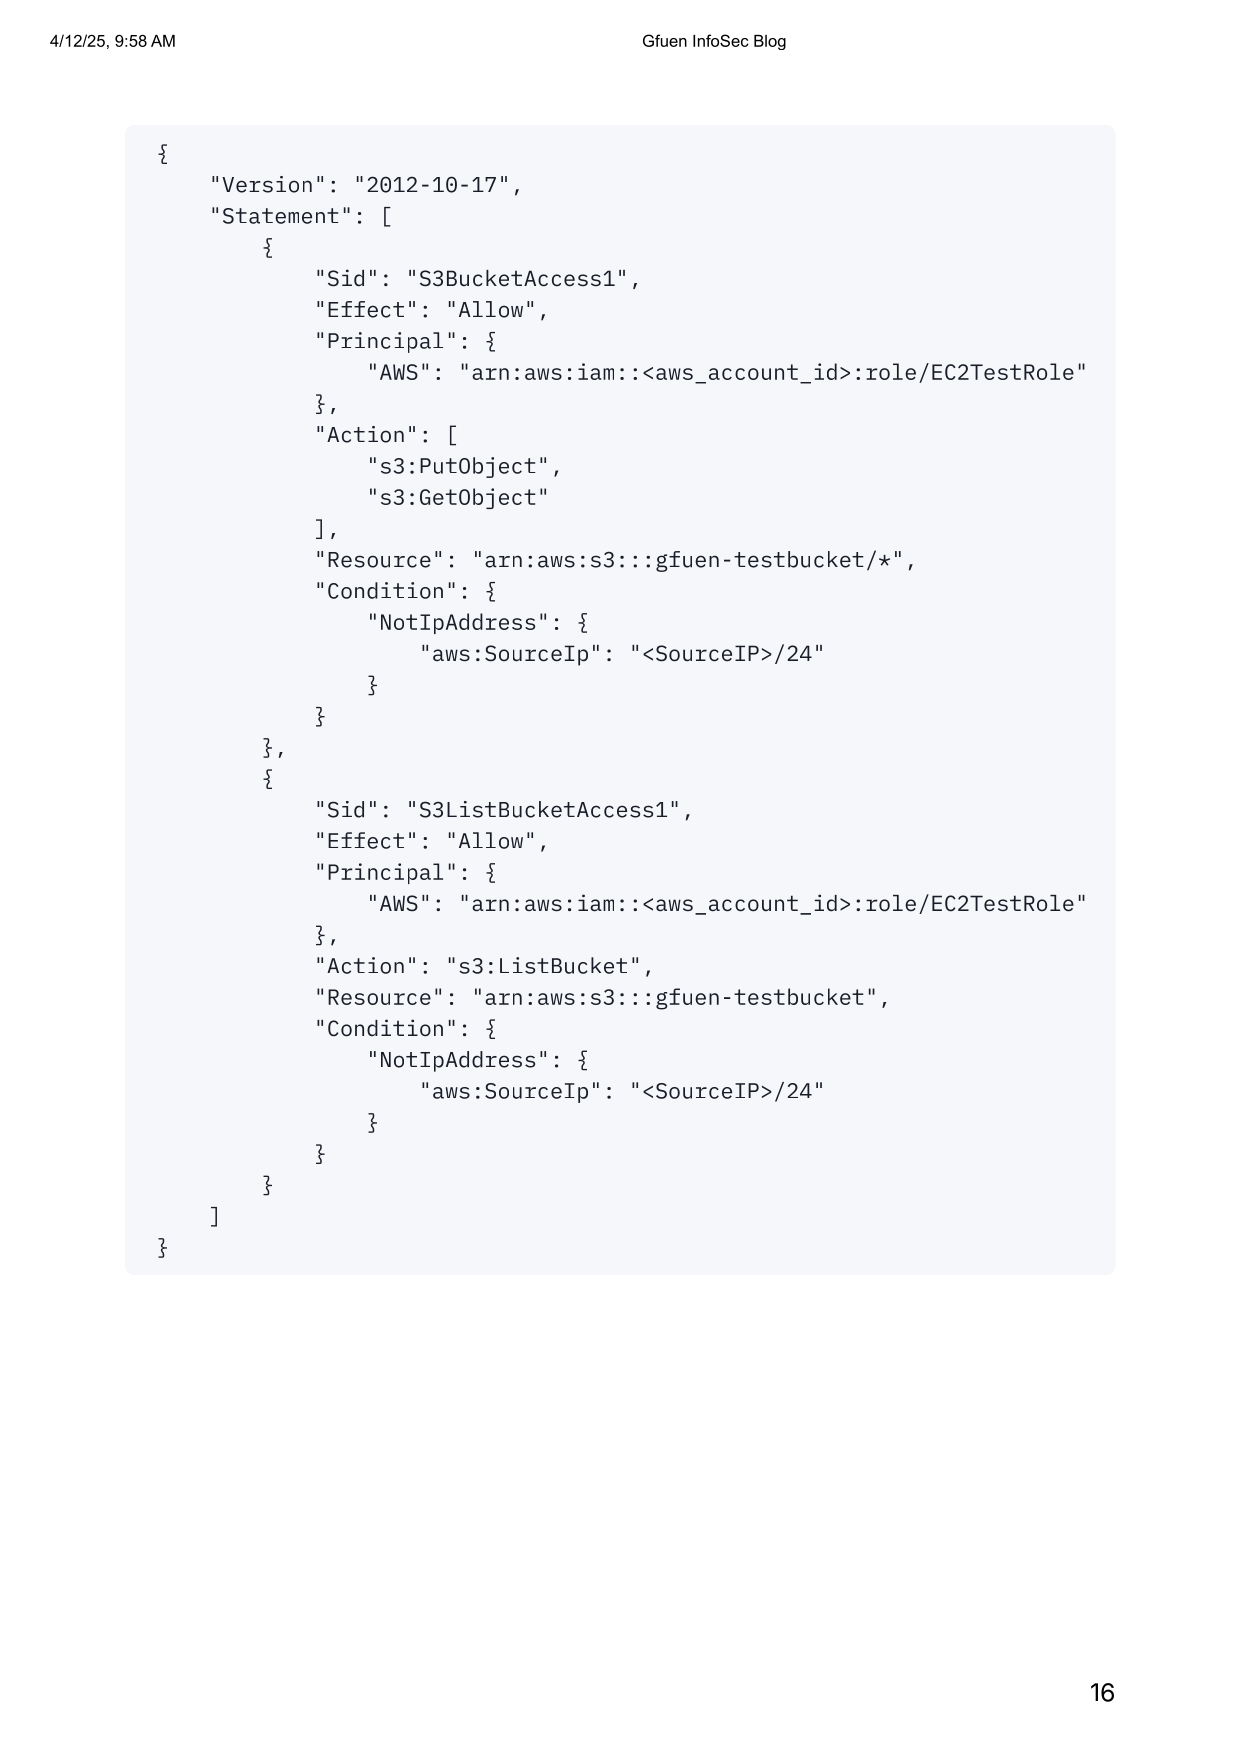 4/12/25, 9:58 AM
Gfuen InfoSec Blog
{
    "Version": "2012-10-17",
    "Statement": [
        {
            "Sid": "S3BucketAccess1",
            "Effect": "Allow",
            "Principal": {
                "AWS": "arn:aws:iam::<aws_account_id>:role/EC2TestRole"
            },
            "Action": [
                "s3:PutObject",
                "s3:GetObject"
            ],
            "Resource": "arn:aws:s3:::gfuen-testbucket/*",
            "Condition": {
                "NotIpAddress": {
                    "aws:SourceIp": "<SourceIP>/24"
                }
            }
        },
        {
            "Sid": "S3ListBucketAccess1",
            "Effect": "Allow",
            "Principal": {
                "AWS": "arn:aws:iam::<aws_account_id>:role/EC2TestRole"
            },
            "Action": "s3:ListBucket",
            "Resource": "arn:aws:s3:::gfuen-testbucket",
            "Condition": {
                "NotIpAddress": {
                    "aws:SourceIp": "<SourceIP>/24"
                }
            }
        }
    ]
}
16